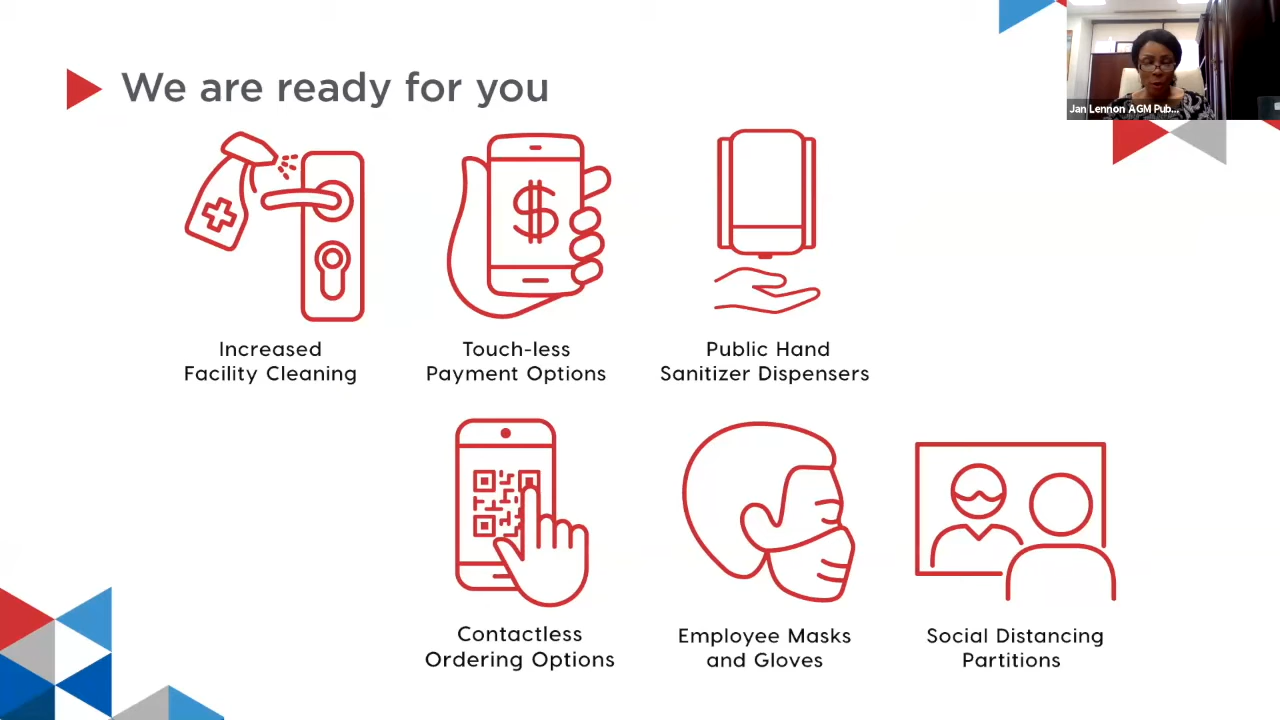 We are ready for you
Jan Lennon AGM Pub...
Increased
Facility Cleaning
Touch-less
Payment Options
Public Hand
Sanitizer Dispensers
Contactless
Ordering Options
Employee Masks
and Gloves
Social Distancing
Partitions